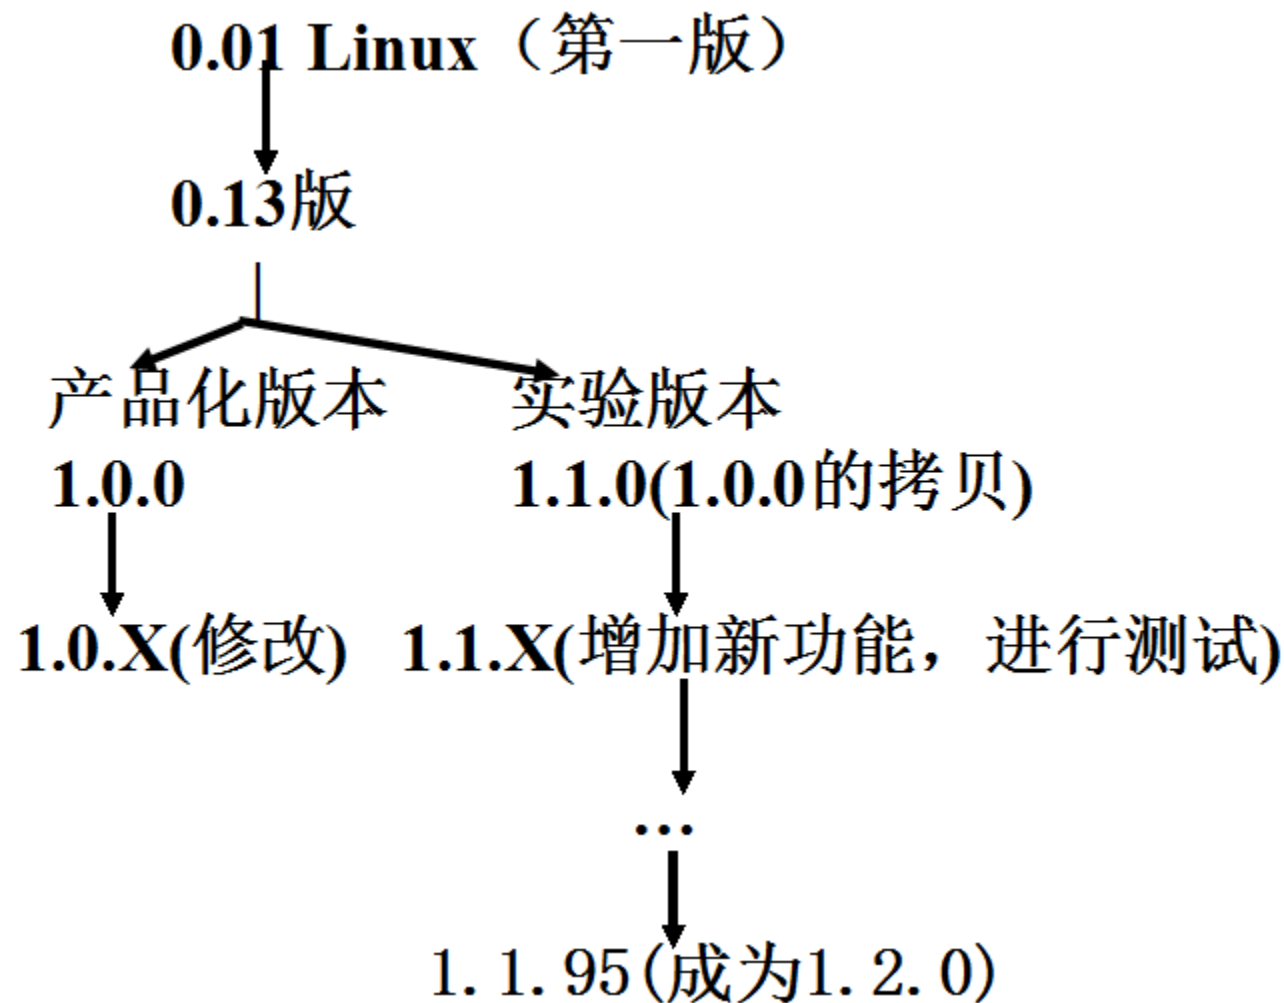 0.01 Linux（第一版）
0.13版
产品化版本 实验版本
1.0.0 1.1.0(1.0.0的拷贝)
1.0.X(修改) 1.1.X(增加新功能，进行测试)
...
1.1.95(成为1.2.0)